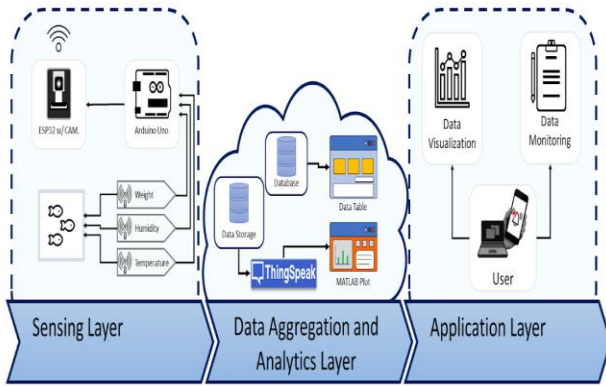 ESP32 w/ CAM.
Arduino Uno
Weight
Humidity
Temperature
Database
Data Table
Data Storage
ThingSpeak
MATLAB Plot
Data
Visualization
Data
Monitoring
User
Sensing Layer
Data Aggregation and
Analytics Layer
Application Layer